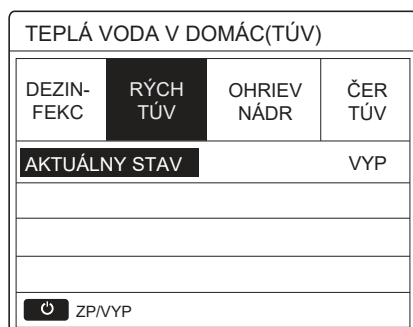 TEPLÁ VODA V DOMÁC(TÚV)
DEZIN-
FEKC
RÝCH
TÚV
OHRIEV
NÁDR
ČER
TÚV
AKTUÁLNY STAV VYP
ZP/VYP